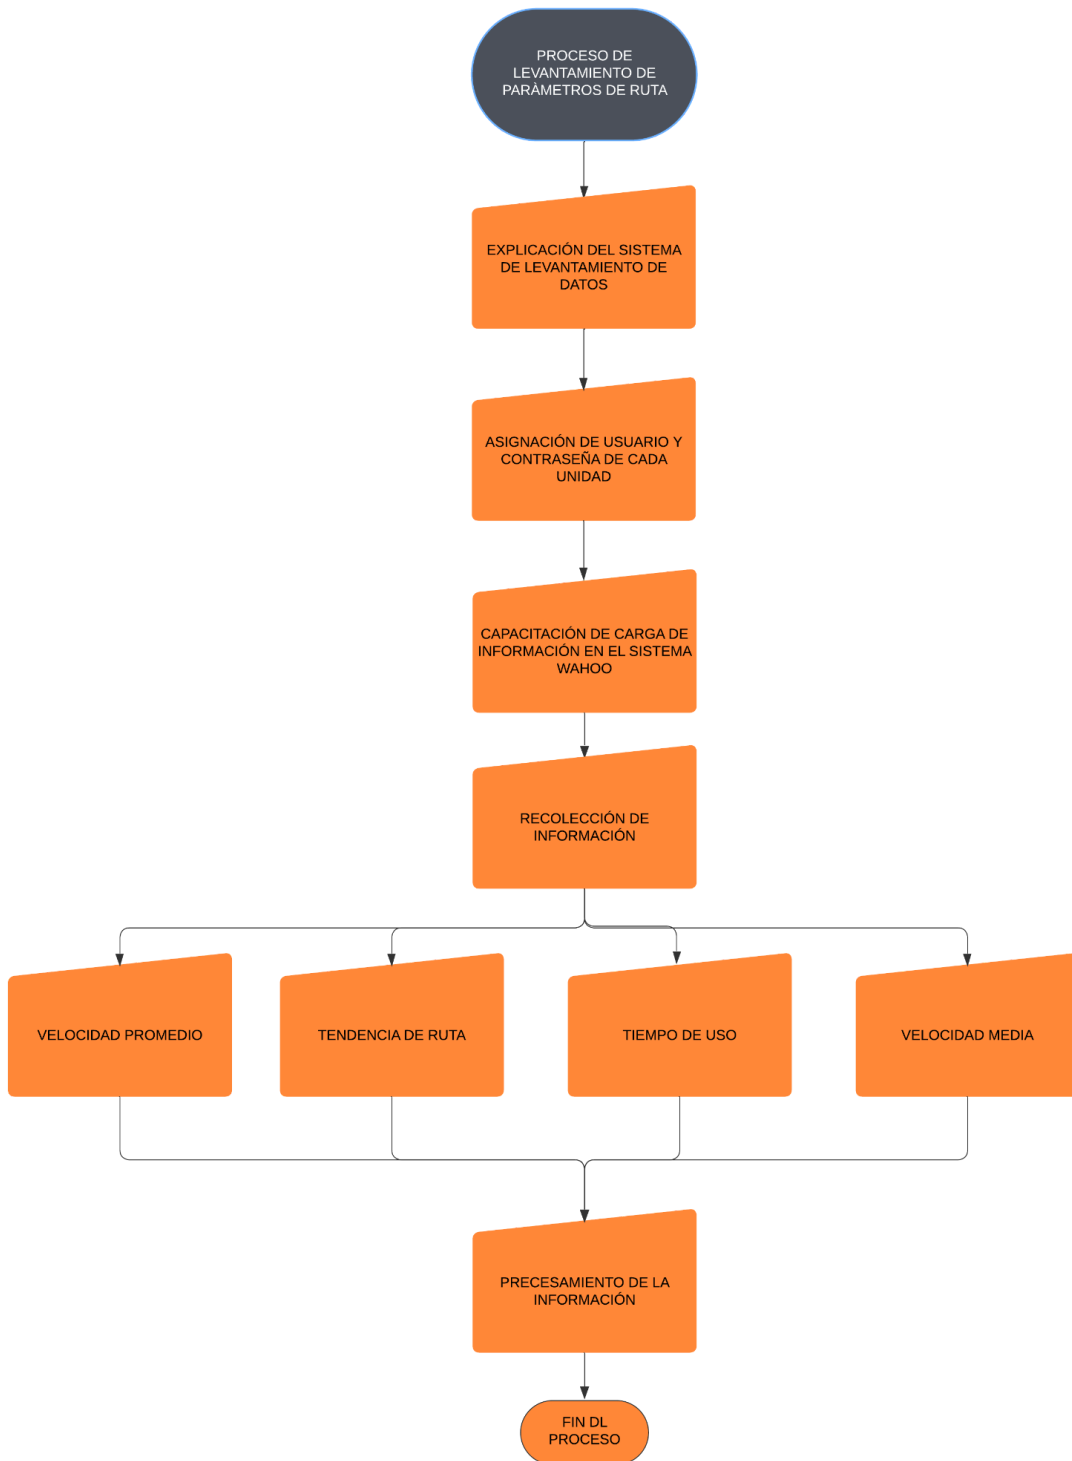 PROCESO DE
LEVANTAMIENTO DE
PARÀMETROS DE RUTA
EXPLICACIÓN DEL SISTEMA
DE LEVANTAMIENTO DE
DATOS
ASIGNACIÓN DE USUARIO Y
CONTRASEÑA DE CADA
UNIDAD
CAPACITACIÓN DE CARGA DE
INFORMACIÓN EN EL SISTEMA
WAHOO
RECOLECCIÓN DE
INFORMACIÓN
VELOCIDAD PROMEDIO
TENDENCIA DE RUTA
TIEMPO DE USO
VELOCIDAD MEDIA
PRECESAMIENTO DE LA
INFORMACIÓN
FIN DL
PROCESO